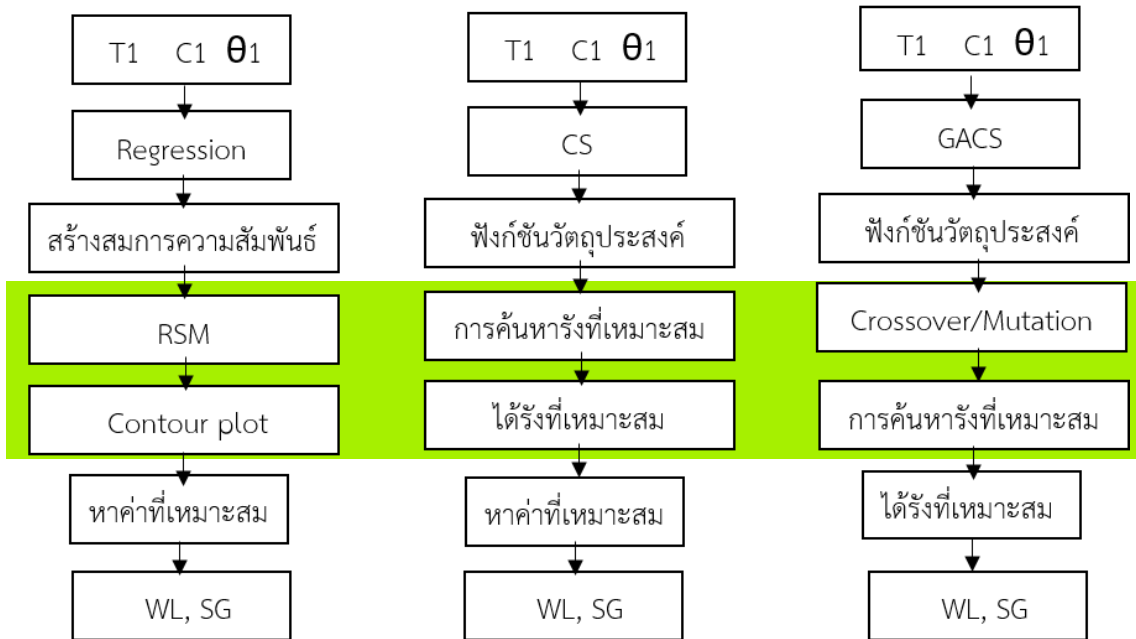 T1 C1 θ1
Regression
สร้างสมการความสัมพันธ์
RSM
Contour plot
หาค่าที่เหมาะสม
WL, SG
T1 C1 θ1
CS
ฟังก์ชันวัตถุประสงค์
การค้นหารังที่เหมาะสม
ได้รังที่เหมาะสม
หาค่าที่เหมาะสม
WL, SG
T1 C1 θ1
GACS
ฟังก์ชันวัตถุประสงค์
Crossover/Mutation
การค้นหารังที่เหมาะสม
ได้รังที่เหมาะสม
WL, SG